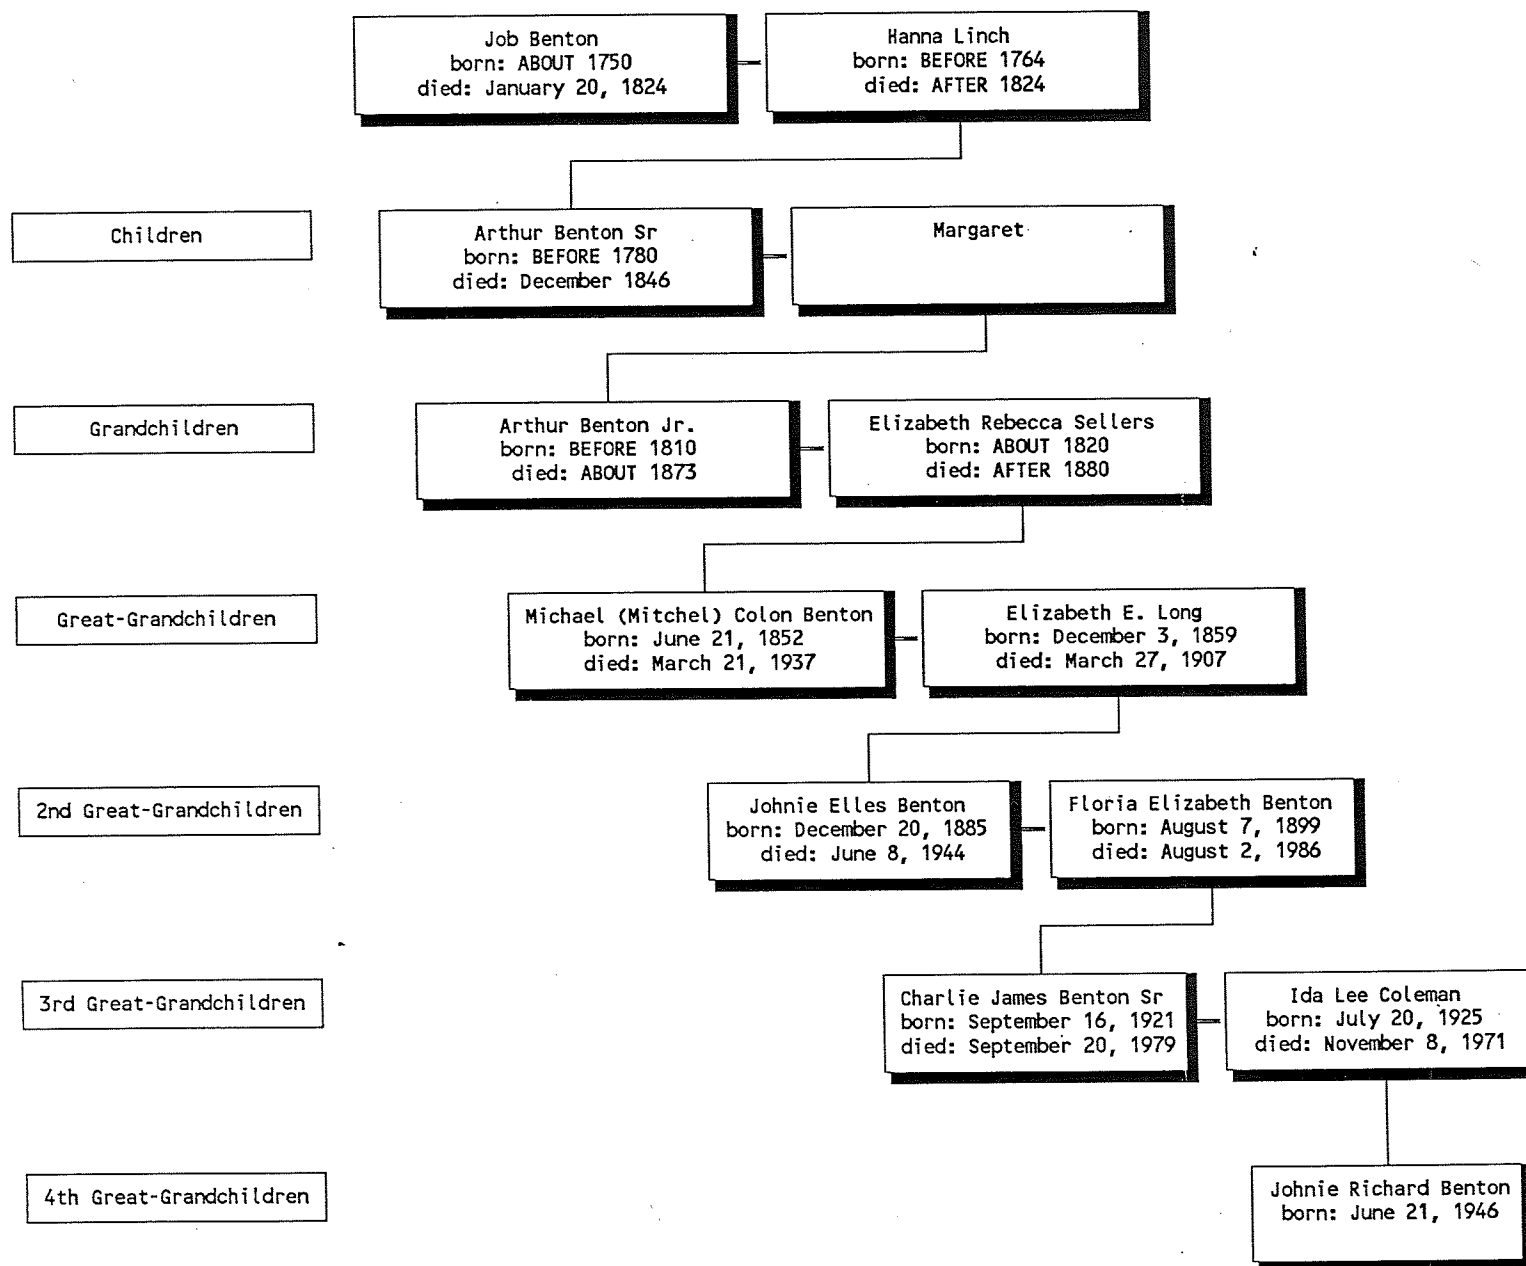 Job Benton
born: ABOUT 1750
died: January 20, 1824
Hanna Linch
born: BEFORE 1764
died: AFTER 1824
Children
Arthur Benton Sr
born: BEFORE 1780
died: December 1846
Margaret
Grandchildren
Arthur Benton Jr.
born: BEFORE 1810
died: ABOUT 1873
Elizabeth Rebecca Sellers
born: ABOUT 1820
died: AFTER 1880
Great-Grandchildren
Michael (Mitchel) Colon Benton
born: June 21, 1852
died: March 21, 1937
Elizabeth E. Long
born: December 3, 1859
died: March 27, 1907
2nd Great-Grandchildren
Johnie Elles Benton
born: December 20, 1885
died: June 8, 1944
Floria Elizabeth Benton
born: August 7, 1899
died: August 2, 1986
3rd Great-Grandchildren
Charlie James Benton Sr
born: September 16, 1921
died: September 20, 1979
Ida Lee Coleman
born: July 20, 1925
died: November 8, 1971
4th Great-Grandchildren
Johnie Richard Benton
born: June 21, 1946